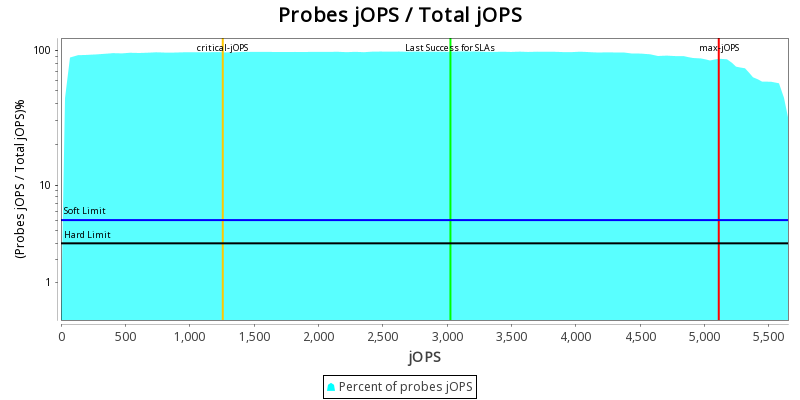 Probes jOPS / Total jOPS
(Probes jOPS / Total jOPS)%
100
10
1
critical-jOPS
Last Success for SLAs
max-jOPS
Soft Limit
Hard Limit
0 500 1,000 1,500 2,000 2,500 3,000 3,500 4,000 4,500 5,000 5,500
jOPS
Percent of probes jOPS